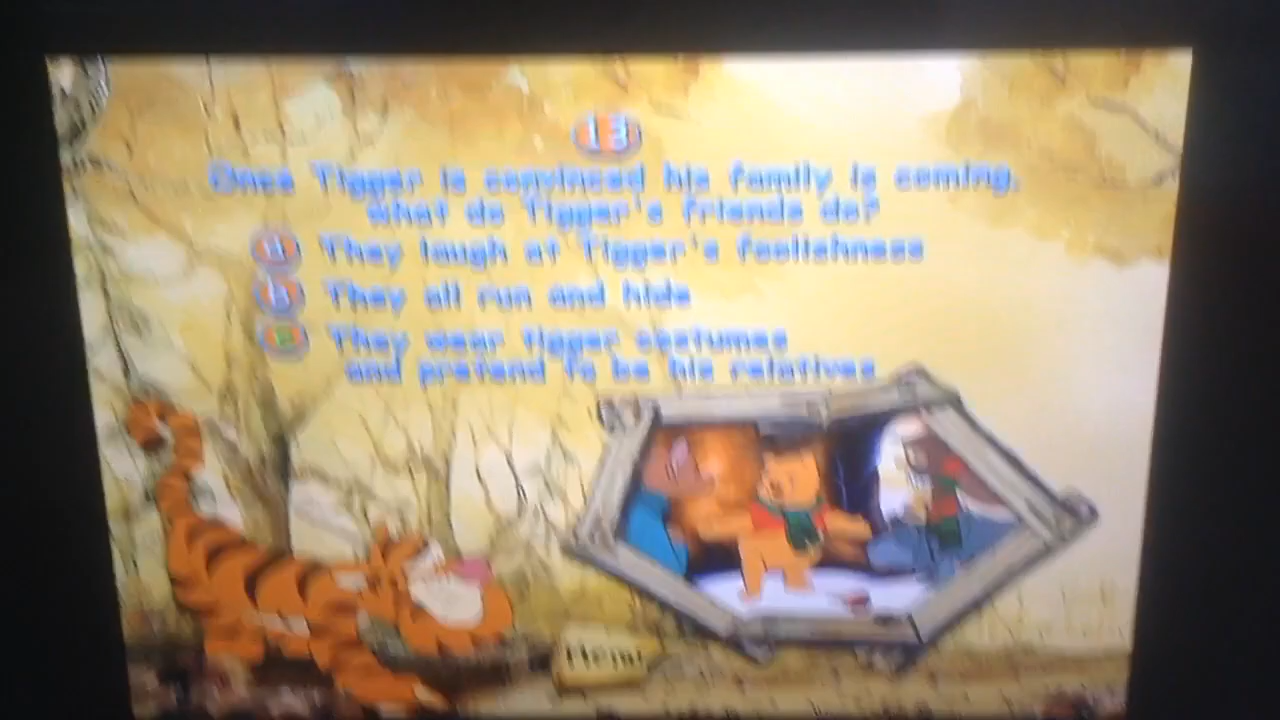 13
Once Tigger is convinced his family is coming,
what do Tigger's friends do?
a They laugh at Tigger's foolishness
b They all run and hide
c They wear tigger costumes
and pretend to be his relatives